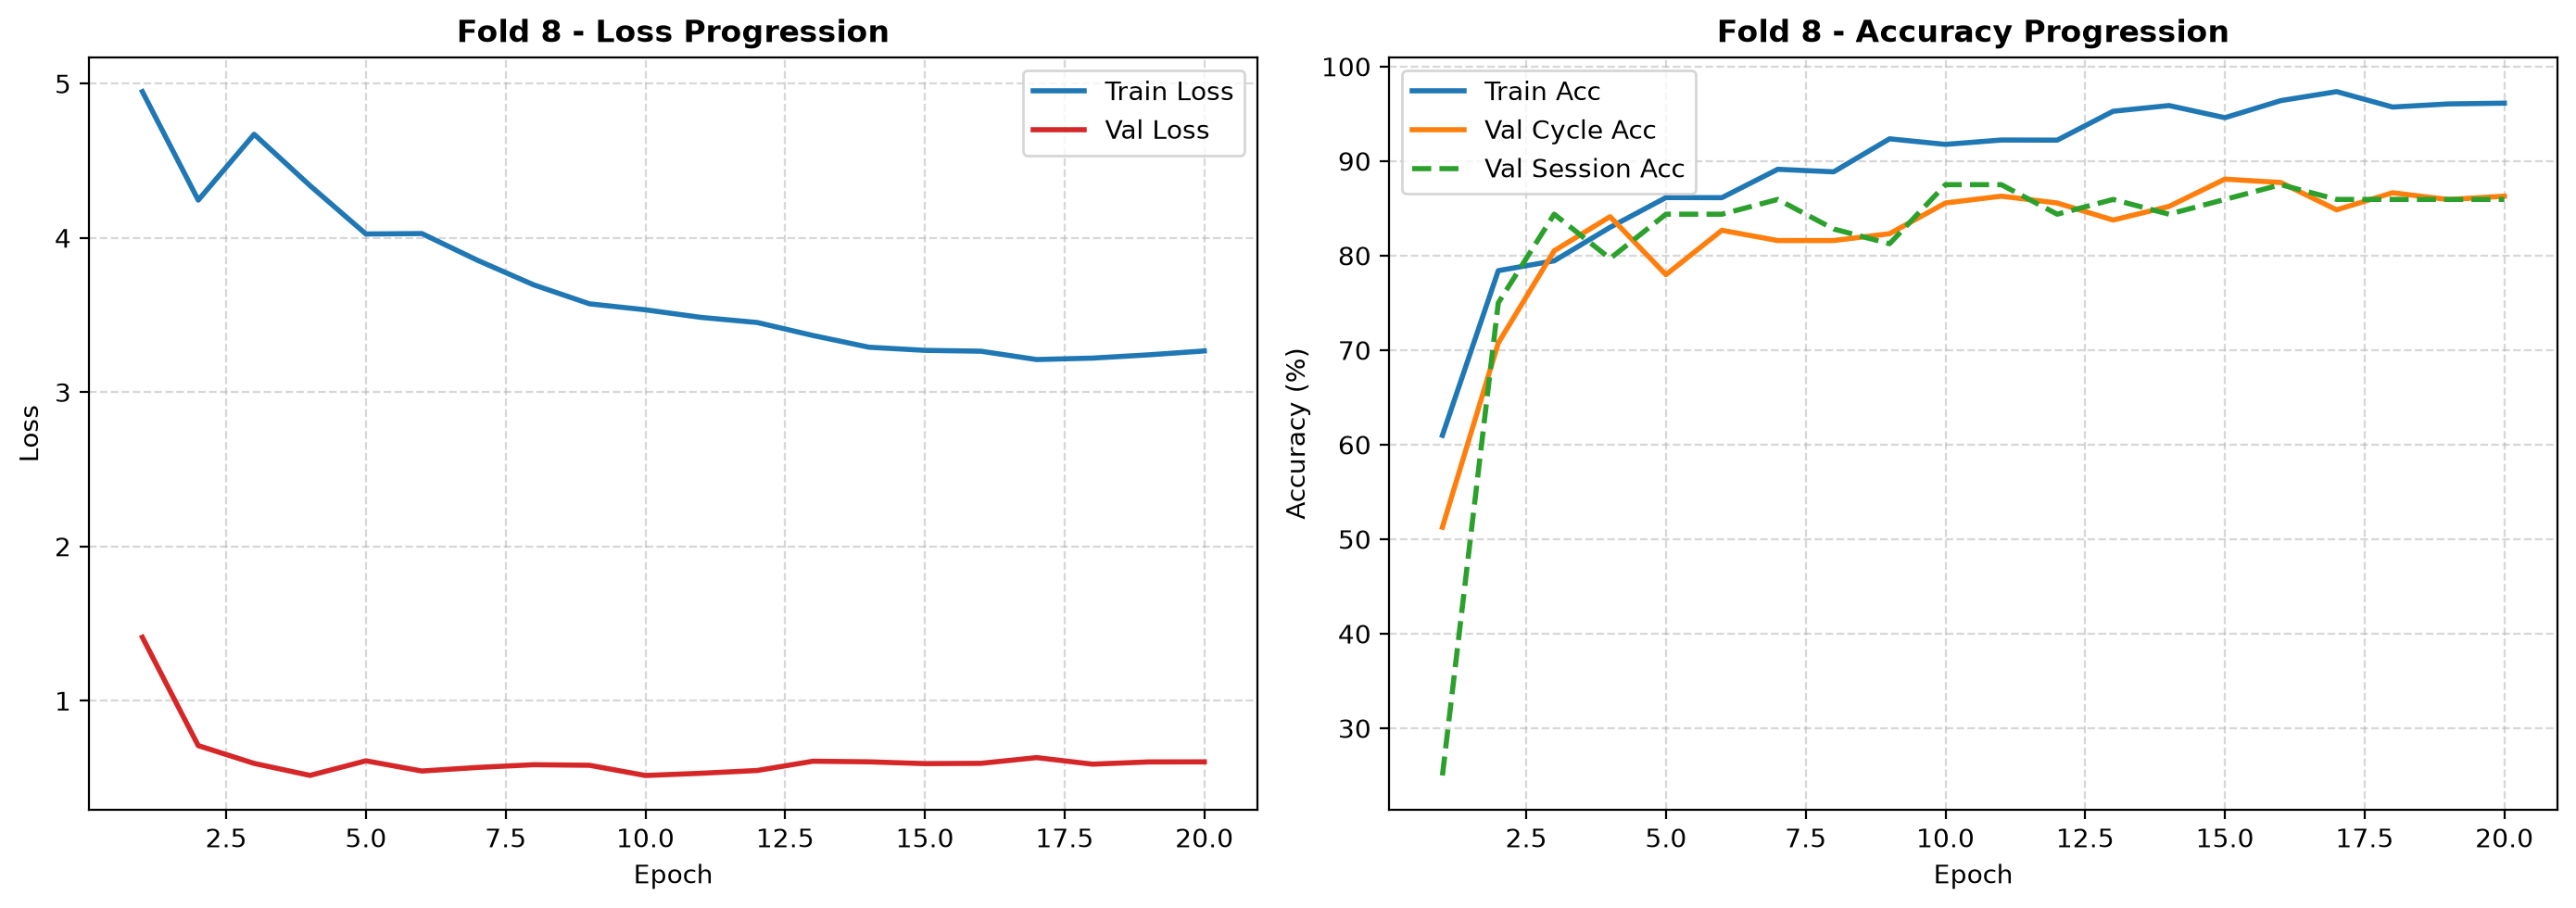 Fold 8 - Loss Progression
5
4
3
2
1
Loss
Train Loss
Val Loss
2.5 5.0 7.5 10.0 12.5 15.0 17.5 20.0
Epoch
Fold 8 - Accuracy Progression
100
90
80
70
60
50
40
30
Accuracy (%)
Train Acc
Val Cycle Acc
Val Session Acc
2.5 5.0 7.5 10.0 12.5 15.0 17.5 20.0
Epoch